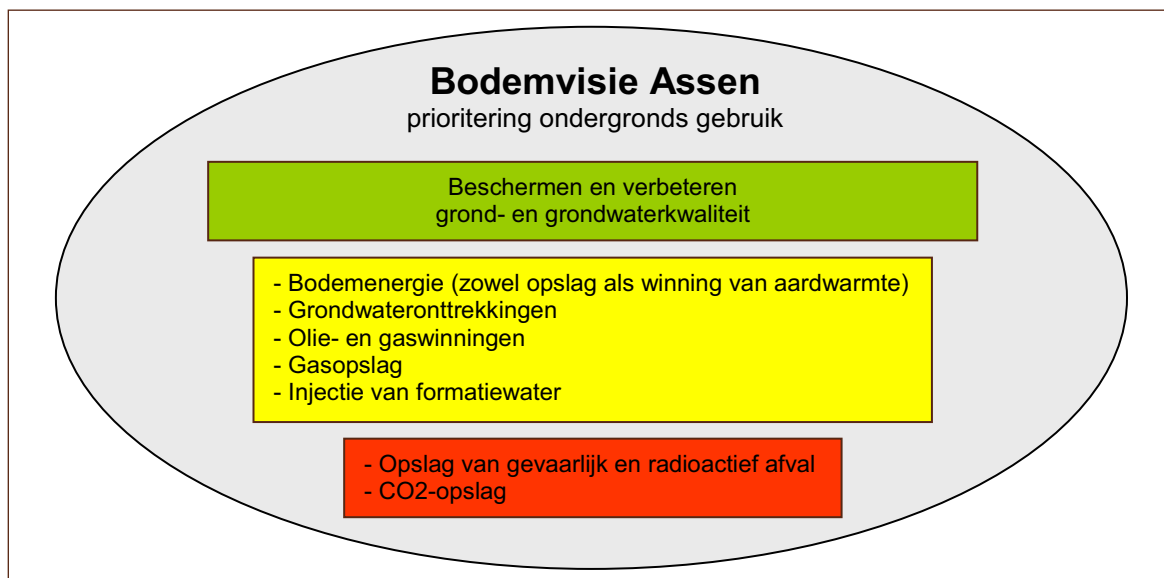 Bodemvisie Assen
prioritering ondergronds gebruik
Beschermen en verbeteren
grond- en grondwaterkwaliteit
- Bodemenergie (zowel opslag als winning van aardwarmte)
- Grondwateronttrekkingen
- Olie- en gaswinningen
- Gasopslag
- Injectie van formatiewater
- Opslag van gevaarlijk en radioactief afval
- CO2-opslag